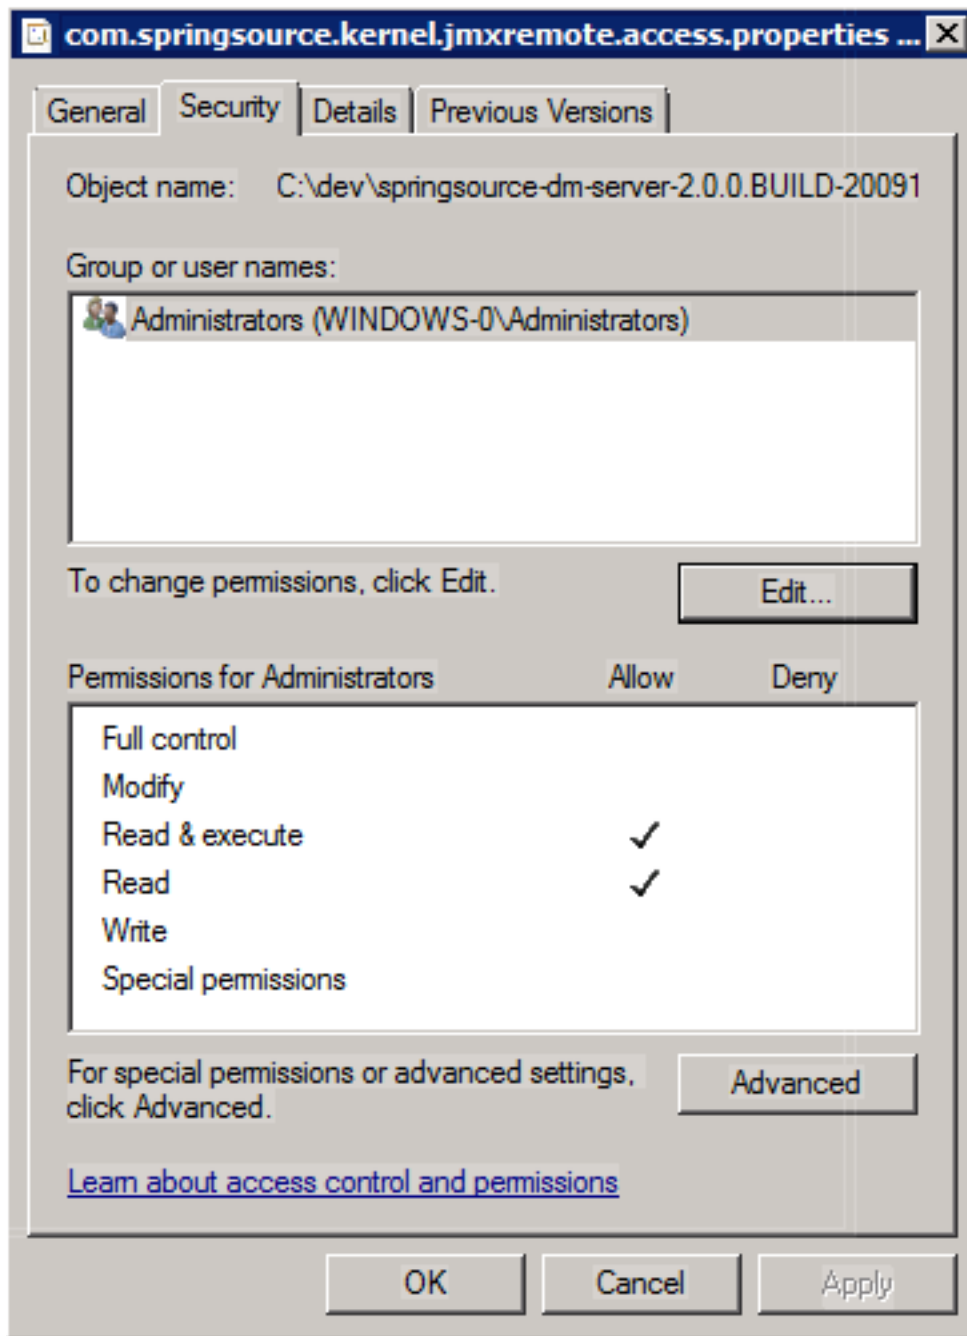 com.springsource.kernel.jmxremote.access.properties ...
General Security Details Previous Versions
Object name: C:\dev\springsource-dm-server-2.0.0.BUILD-20091
Group or user names:
Administrators (WINDOWS-0\Administrators)
To change permissions, click Edit.
Edit...
Permissions for Administrators Allow Deny
Full control
Modify
Read & execute
Read
Write
Special permissions
For special permissions or advanced settings,
click Advanced.
Advanced
Learn about access control and permissions
OK Cancel Apply